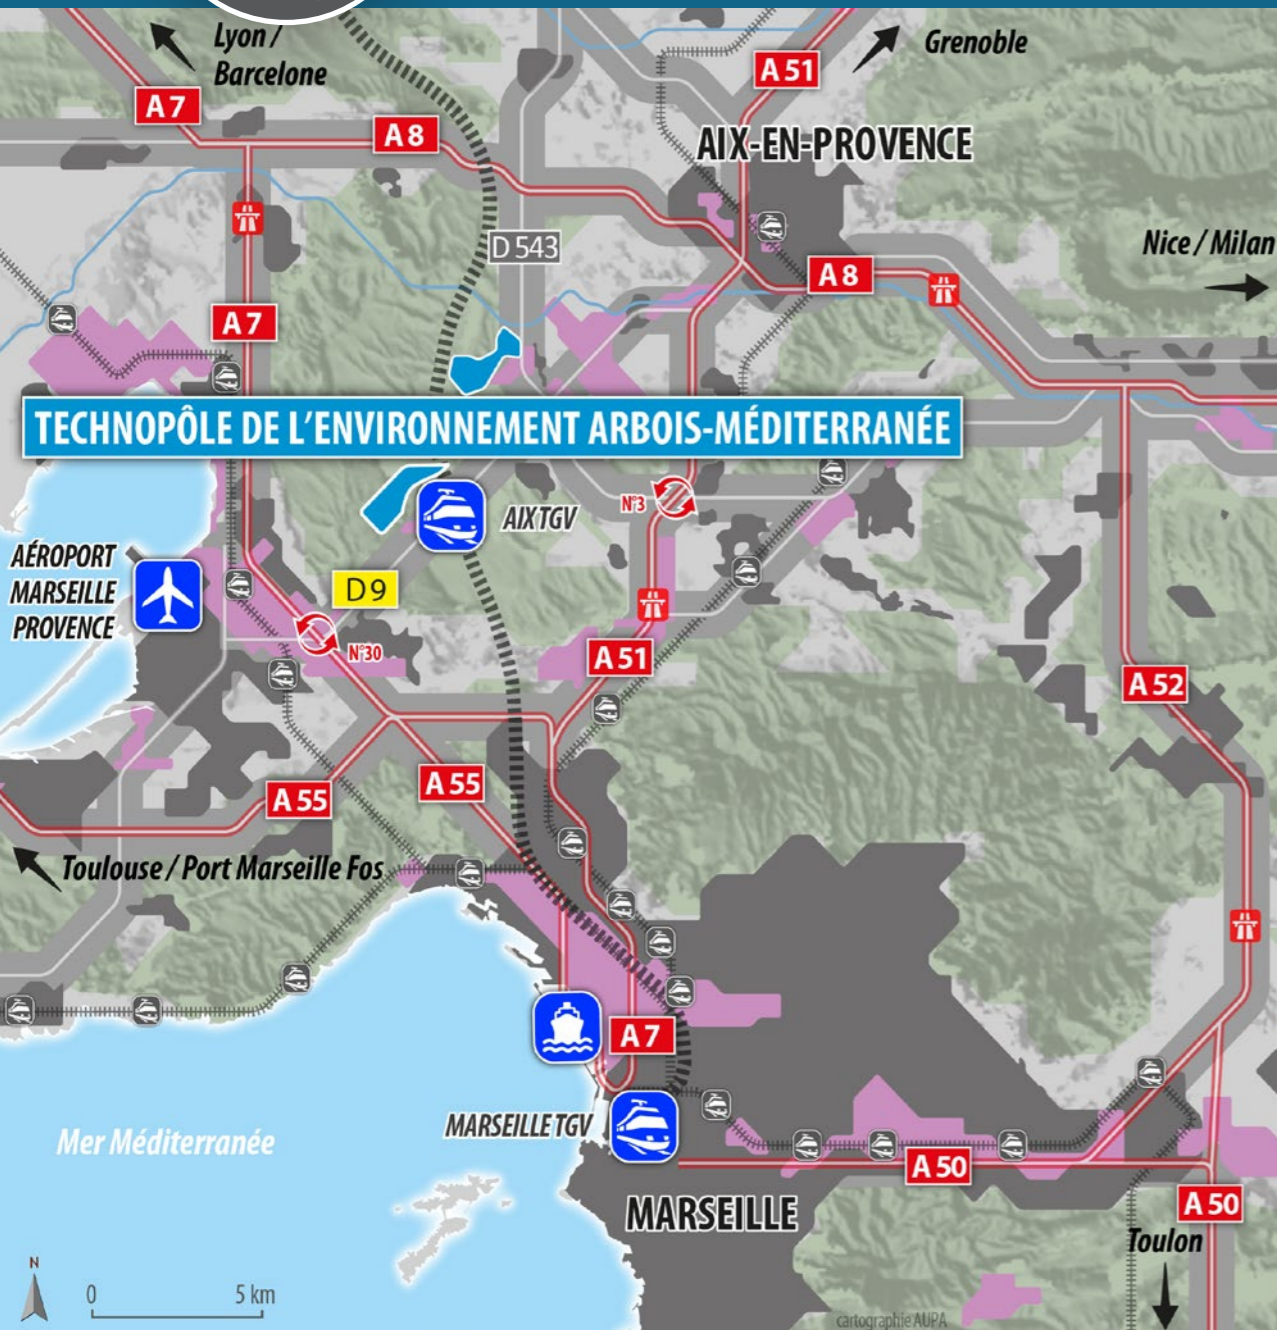 Lyon /
Barcelone
Grenoble
A 51
A 7
A 8
AIX-EN-PROVENCE
D 543
Nice / Milan
A 8
A 7
TECHNOPÔLE DE L'ENVIRONNEMENT ARBOIS-MÉDITERRANÉE
N°3
AIX TGV
AÉROPORT
MARSEILLE
PROVENCE
D 9
N°30
A 51
A 52
A 55
A 55
Toulouse / Port Marseille Fos
A 7
MARSEILLE TGV
Mer Méditerranée
A 50
A 50
MARSEILLE
Toulon
N
0 5 km
cartographie AUPA